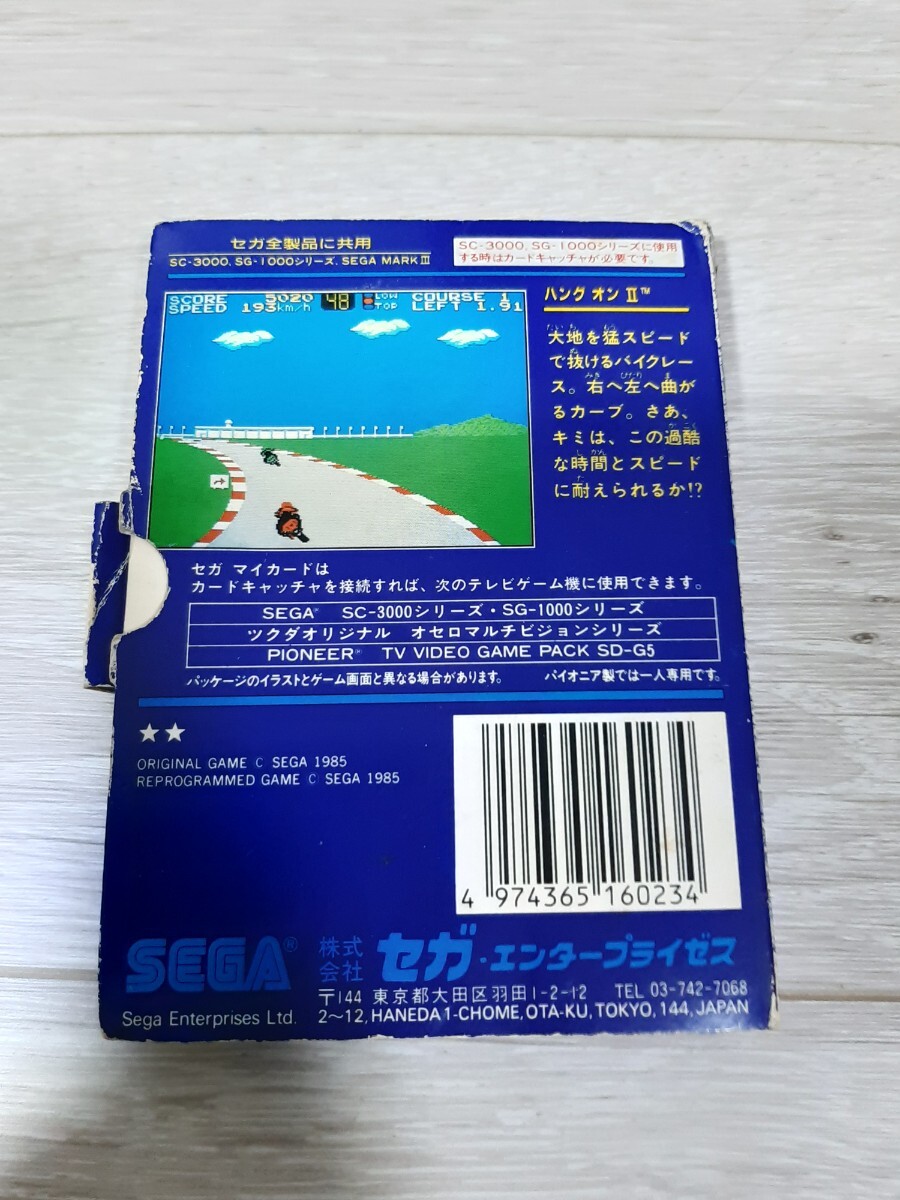 セガ全製品に共用
SC-3000, SG-1000シリーズ, SEGA MARK III
SC-3000, SG-1000シリーズに使用
する時はカードキャッチャが必要です。
SCORE 5020 48 LOW COURSE 1
SPEED 193km/h TOP LEFT 1.91
ハング オン II™
大地を猛スピード
で抜けるバイクレー
ス。右へ左へ曲が
るカーブ。さあ、
キミは、この過酷
な時間とスピード
に耐えられるか!?
セガ マイカードは
カードキャッチャを接続すれば、次のテレビゲーム機に使用できます。
SEGA® SC-3000シリーズ・SG-1000シリーズ
ツクダオリジナル オセロマルチビジョンシリーズ
PIONEER® TV VIDEO GAME PACK SD-G5
パッケージのイラストとゲーム画面と異なる場合があります。 パイオニア製では一人専用です。
★★
ORIGINAL GAME © SEGA 1985
REPROGRAMMED GAME © SEGA 1985
4 974365 160234
SEGA® 株式会社 セガ・エンタープライゼス
〒144 東京都大田区羽田1-2-12 TEL 03-742-7068
Sega Enterprises Ltd. 2〜12, HANEDA 1-CHOME, OTA-KU, TOKYO, 144, JAPAN